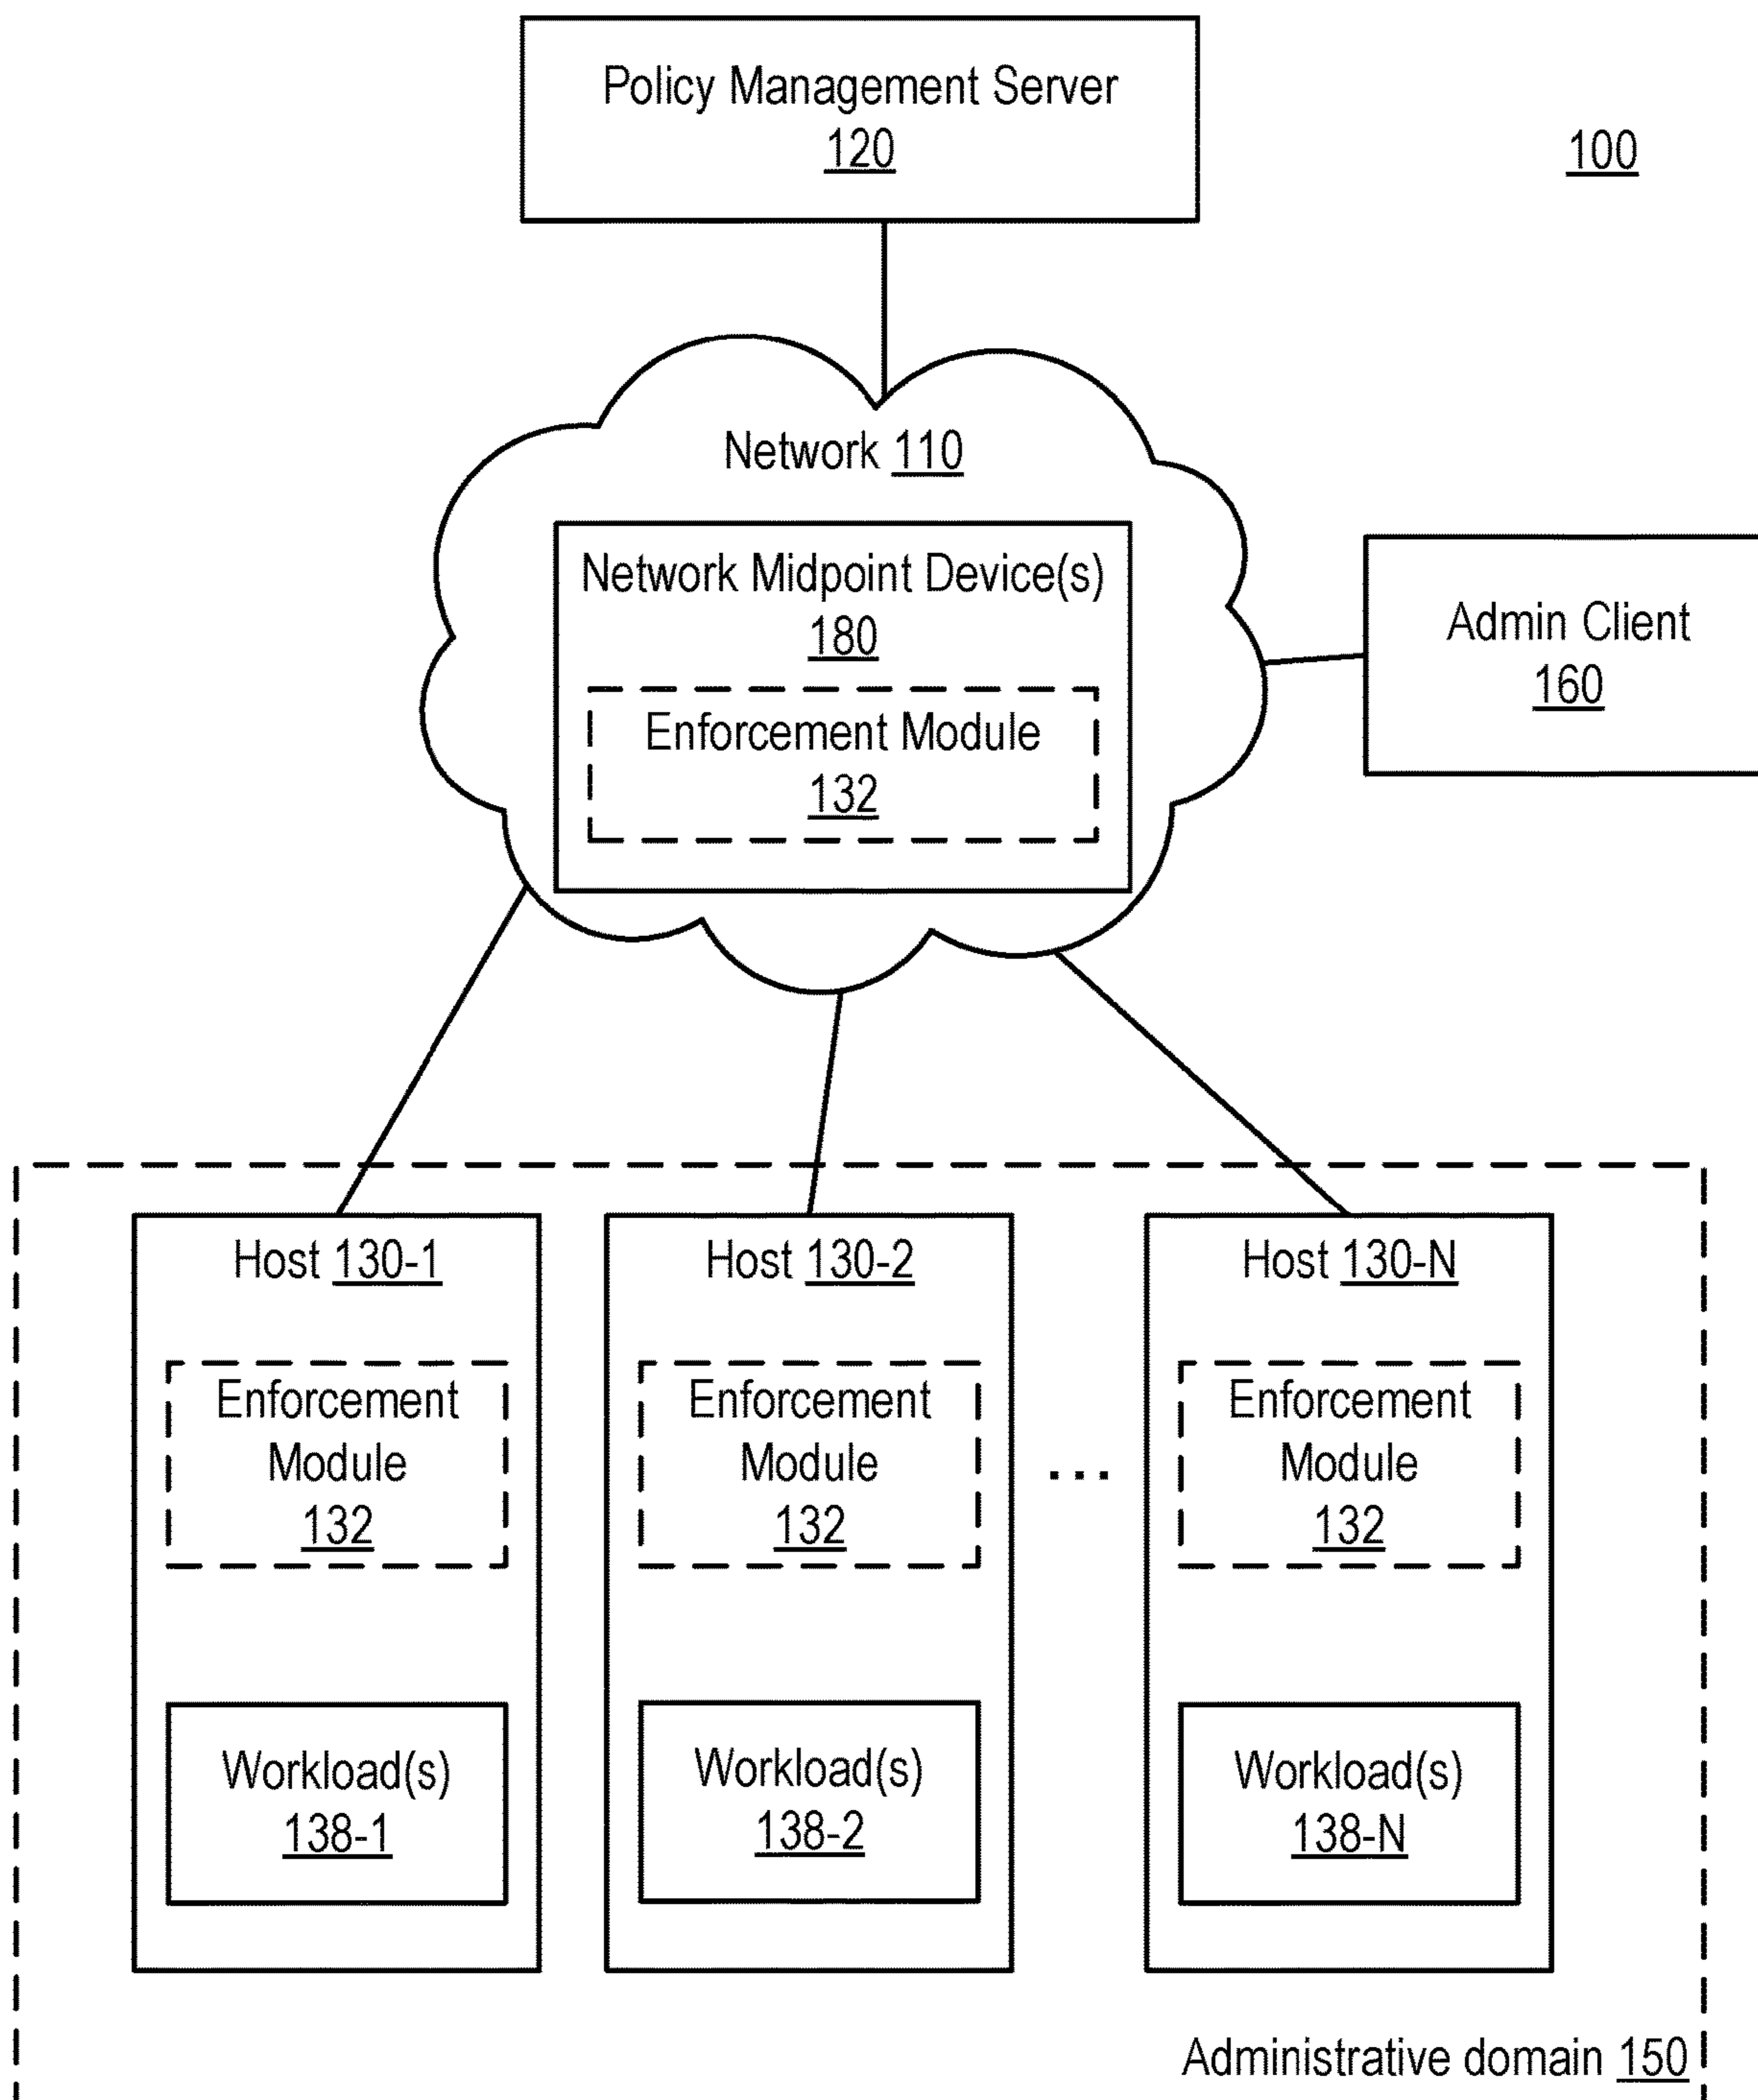 Policy Management Server
120
100
Network 110
Network Midpoint Device(s)
180
Enforcement Module
132
Admin Client
160
Host 130-1
Enforcement
Module
132
Workload(s)
138-1
Host 130-2
Enforcement
Module
132
Workload(s)
138-2
...
Host 130-N
Enforcement
Module
132
Workload(s)
138-N
Administrative domain 150